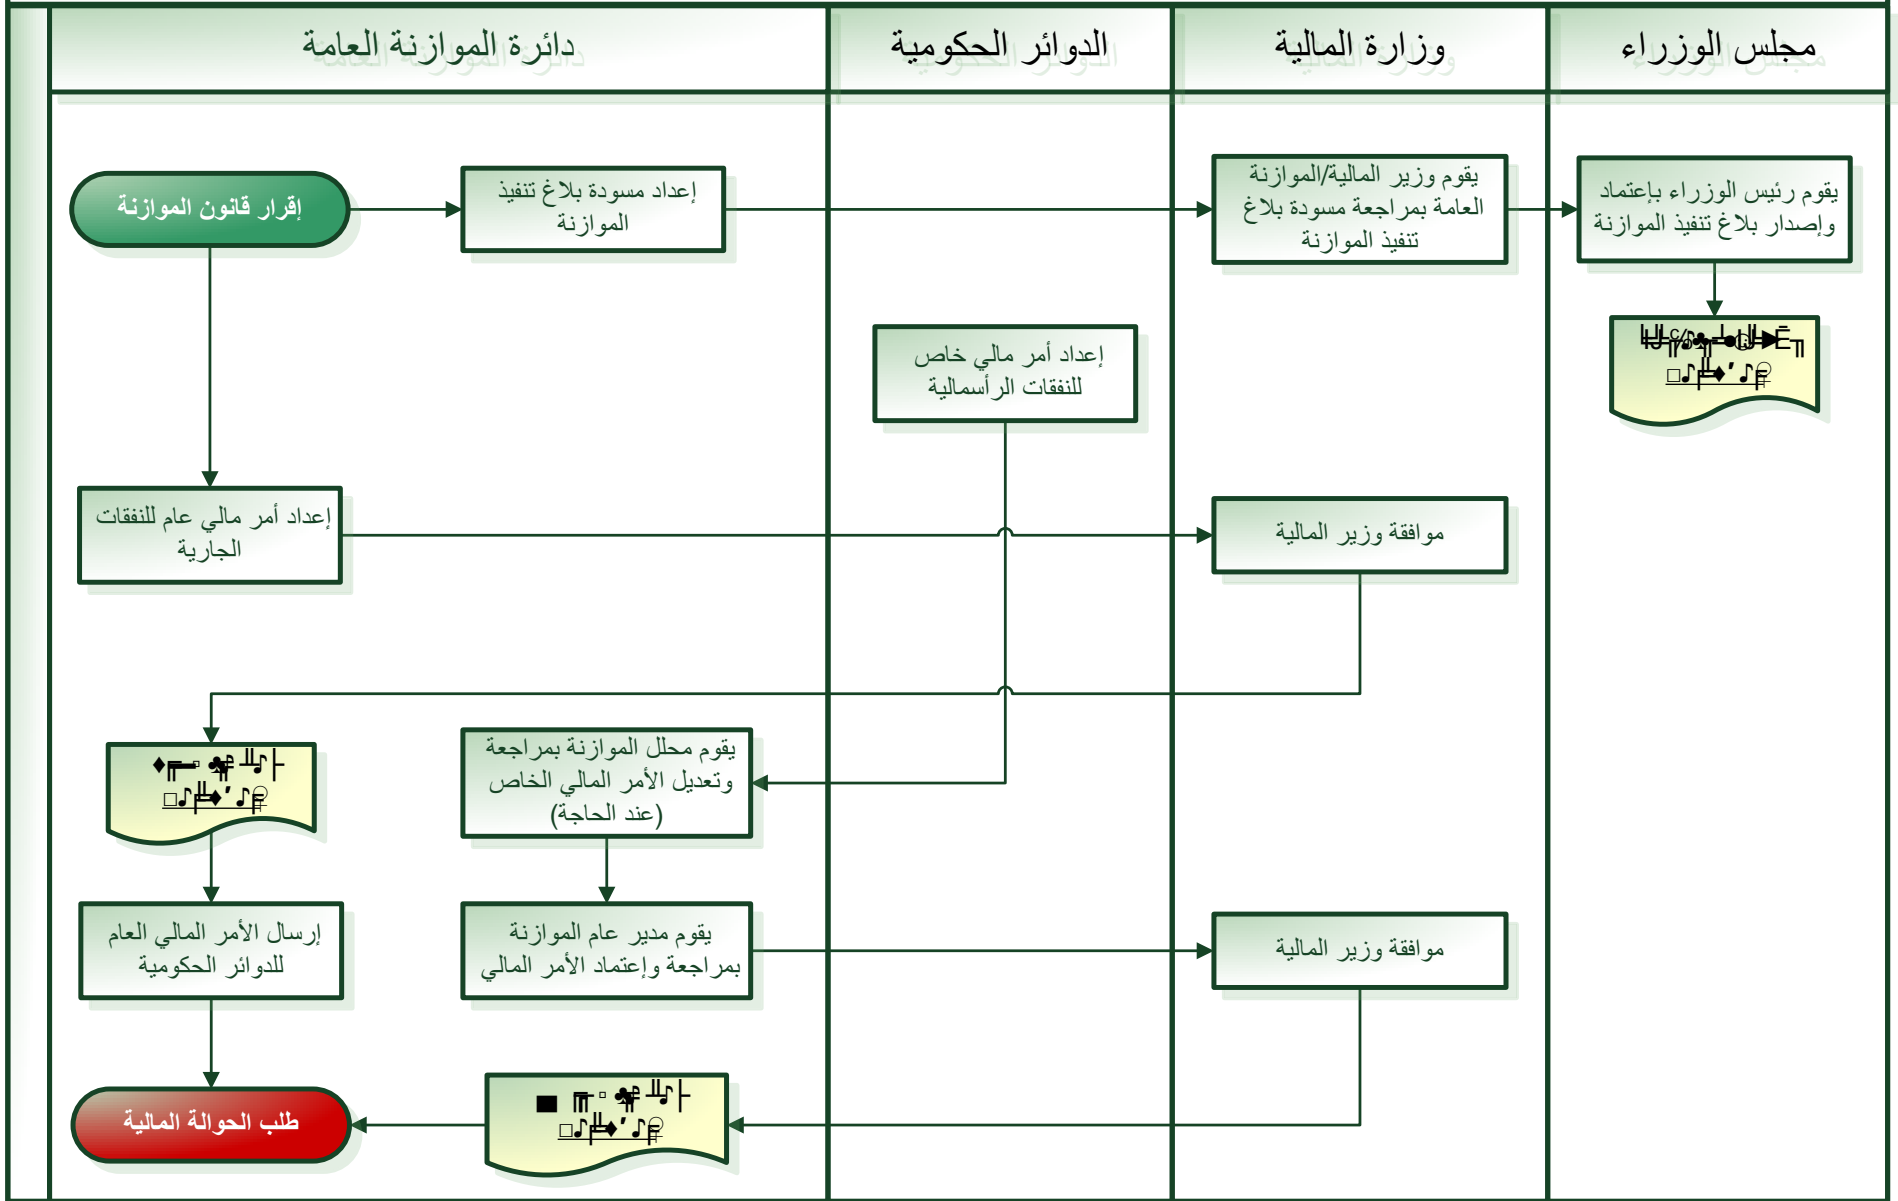 مجلس الوزراء
وزارة المالية
الدوائر الحكومية
دائرة الموازنة العامة
إقرار قانون الموازنة
إعداد مسودة بلاغ تنفيذ
الموازنة
يقوم وزير المالية/الموازنة
العامة بمراجعة مسودة بلاغ
تنفيذ الموازنة
يقوم رئيس الوزراء بإعتماد
وإصدار بلاغ تنفيذ الموازنة
إعداد أمر مالي خاص
للنفقات الرأسمالية
إعداد أمر مالي عام للنفقات
الجارية
موافقة وزير المالية
يقوم محلل الموازنة بمراجعة
وتعديل الأمر المالي الخاص
(عند الحاجة)
إرسال الأمر المالي العام
للدوائر الحكومية
يقوم مدير عام الموازنة
بمراجعة وإعتماد الأمر المالي
موافقة وزير المالية
طلب الحوالة المالية